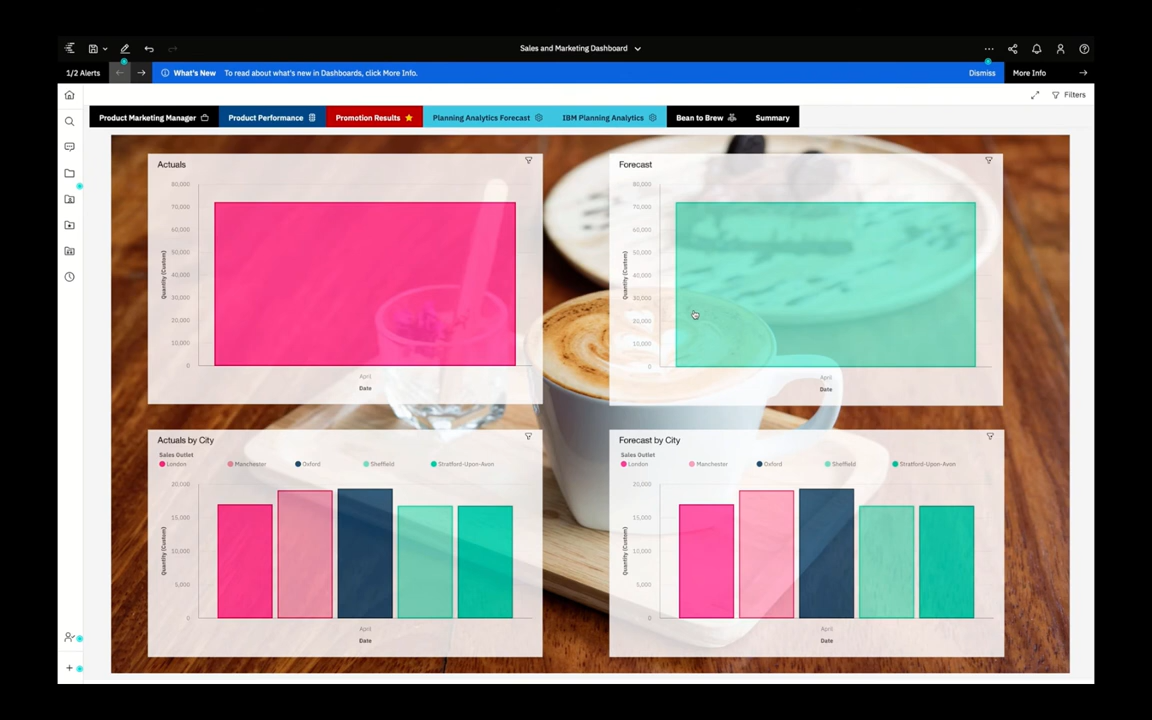 Sales and Marketing Dashboard
1/2 Alerts
What's New To read about what's new in Dashboards, click More Info.
Dismiss
More Info
Filters
Product Marketing Manager
Product Performance
Promotion Results
Planning Analytics Forecast
IBM Planning Analytics
Bean to Brew
Summary
Actuals
80,000
70,000
60,000
50,000
40,000
30,000
20,000
10,000
0
Quantity (Custom)
April
Date
Forecast
80,000
70,000
60,000
50,000
40,000
30,000
20,000
10,000
0
Quantity (Custom)
April
Date
Actuals by City
Sales Outlet
London Manchester Oxford Sheffield Stratford-Upon-Avon
20,000
15,000
10,000
5,000
0
Quantity (Custom)
April
Date
Forecast by City
Sales Outlet
London Manchester Oxford Sheffield Stratford-Upon-Avon
20,000
15,000
10,000
5,000
0
Quantity (Custom)
April
Date